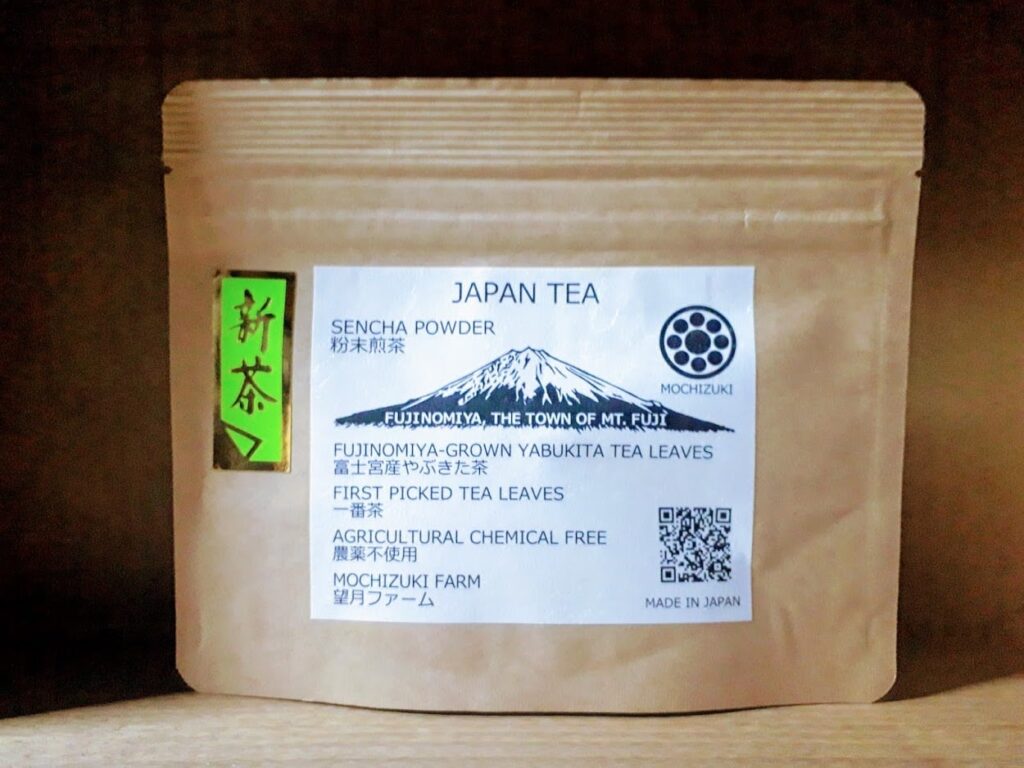 新茶
JAPAN TEA
SENCHA POWDER
粉末煎茶
MOCHIZUKI
FUJINOMIYA, THE TOWN OF MT. FUJI
FUJINOMIYA-GROWN YABUKITA TEA LEAVES
富士宮産やぶきた茶
FIRST PICKED TEA LEAVES
一番茶
AGRICULTURAL CHEMICAL FREE
農薬不使用
MOCHIZUKI FARM
望月ファーム
MADE IN JAPAN